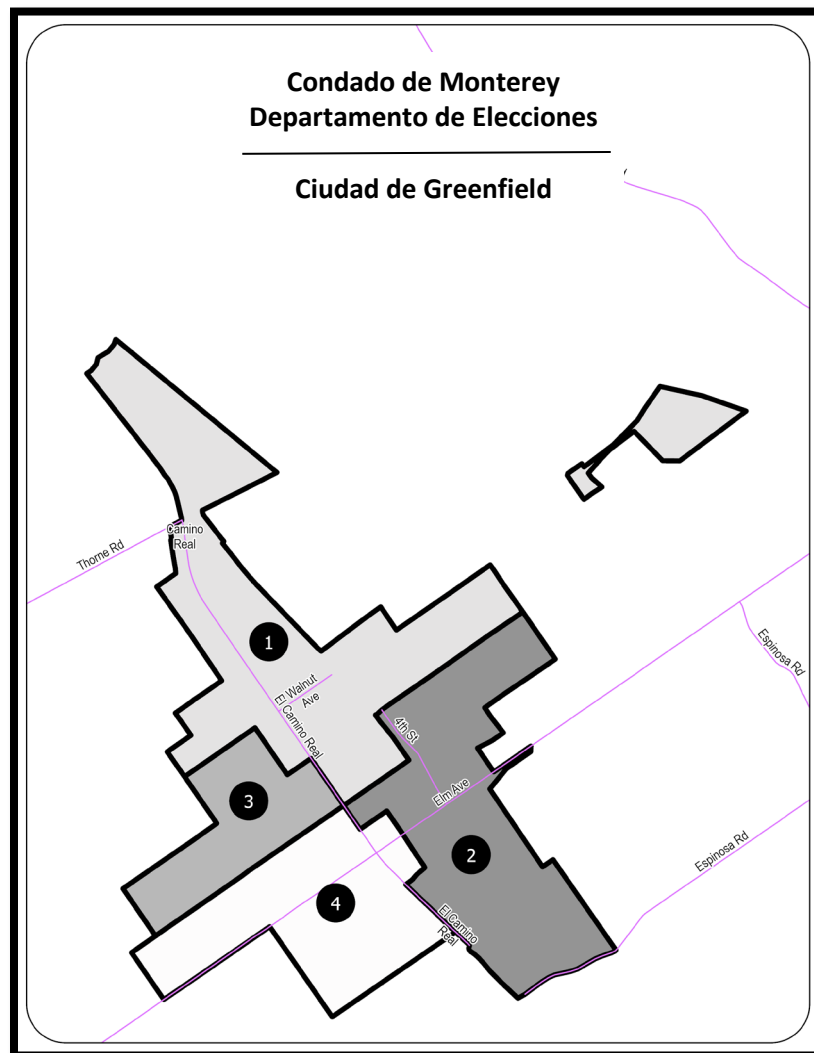 Condado de Monterey
Departamento de Elecciones
Ciudad de Greenfield
Camino
Real
Thorne Rd
1
El Walnut
Ave
El Camino Real
4th St
Espinosa Rd
3
Elm Ave
2
Espinosa Rd
4
El Camino
Real